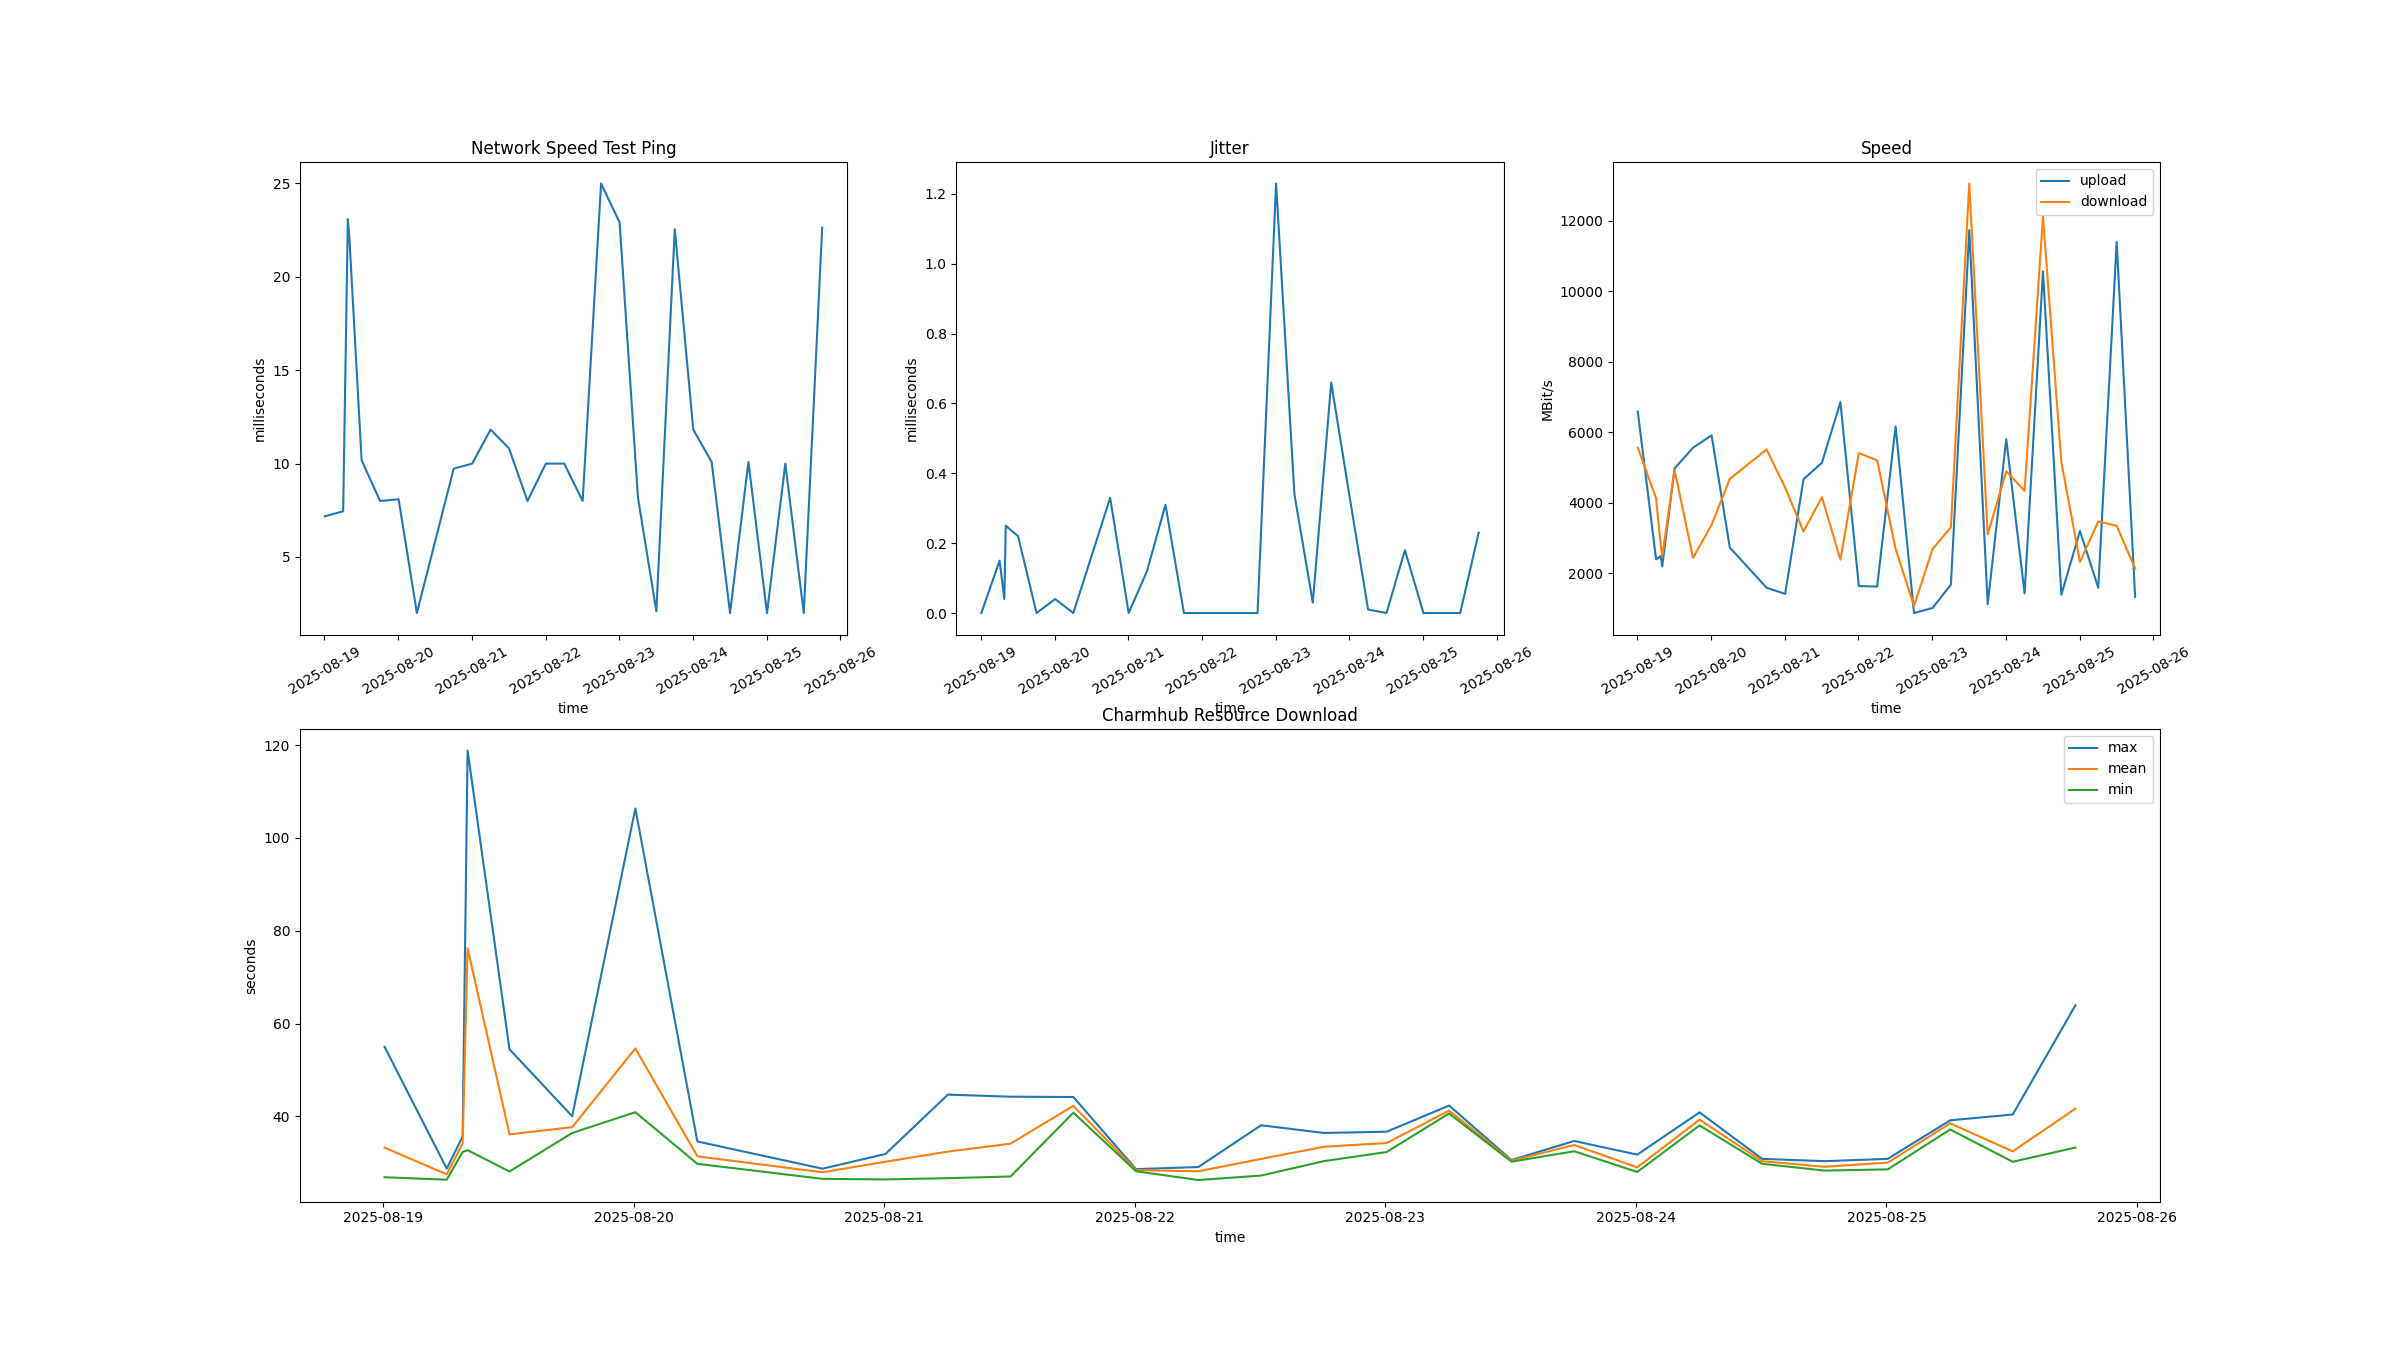 Network Speed Test Ping
25
20
15
10
5
milliseconds
2025-08-19 2025-08-20 2025-08-21 2025-08-22 2025-08-23 2025-08-24 2025-08-25 2025-08-26
time
Jitter
1.2
1.0
0.8
0.6
0.4
0.2
0.0
milliseconds
2025-08-19 2025-08-20 2025-08-21 2025-08-22 2025-08-23 2025-08-24 2025-08-25 2025-08-26
time
Speed
upload
download
12000
10000
8000
6000
4000
2000
MBit/s
2025-08-19 2025-08-20 2025-08-21 2025-08-22 2025-08-23 2025-08-24 2025-08-25 2025-08-26
time
Charmhub Resource Download
max
mean
min
120
100
80
60
40
seconds
2025-08-19 2025-08-20 2025-08-21 2025-08-22 2025-08-23 2025-08-24 2025-08-25 2025-08-26
time